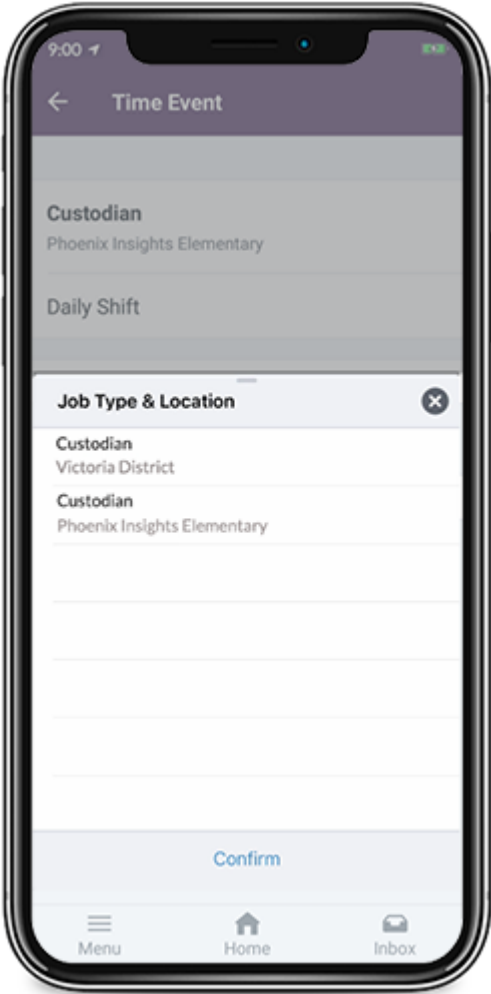 9:00
Time Event
Custodian
Phoenix Insights Elementary
Daily Shift
Job Type & Location
Custodian
Victoria District
Custodian
Phoenix Insights Elementary
Confirm
Menu
Home
Inbox